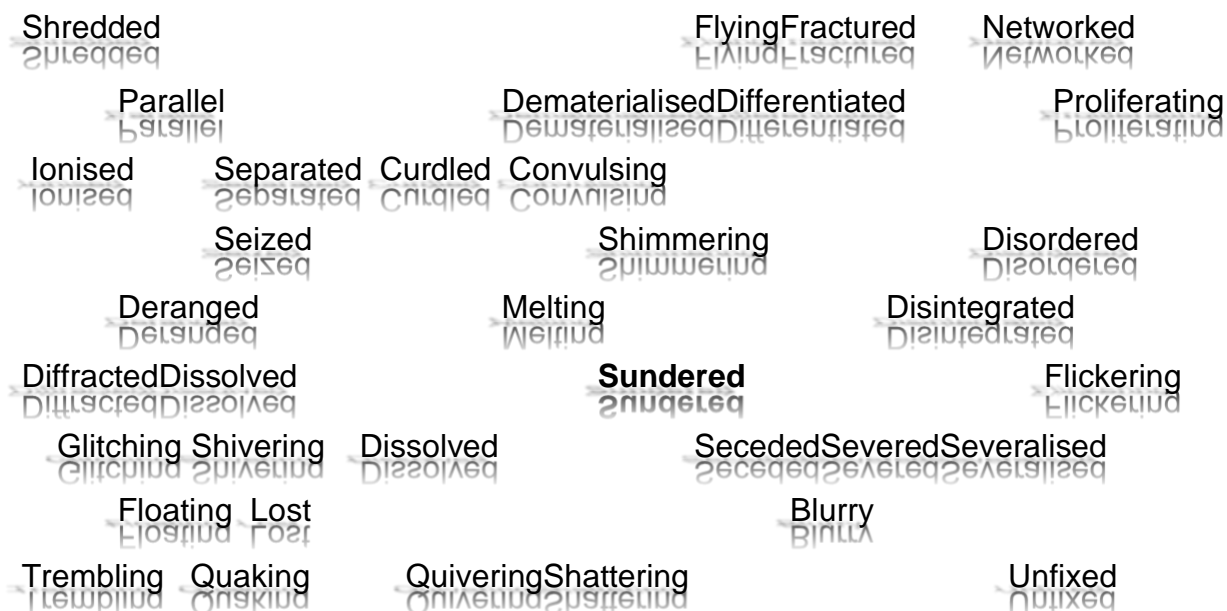 Shredded FlyingFractured Networked
Parallel DematerialisedDifferentiated Proliferating
Ionised Separated Curdled Convulsing
Seized Shimmering Disordered
Deranged Melting Disintegrated
DiffractedDissolved Sundered Flickering
Glitching Shivering Dissolved SecededSeveredSeveralised
Floating Lost Blurry
Trembling Quaking QuiveringShattering Unfixed